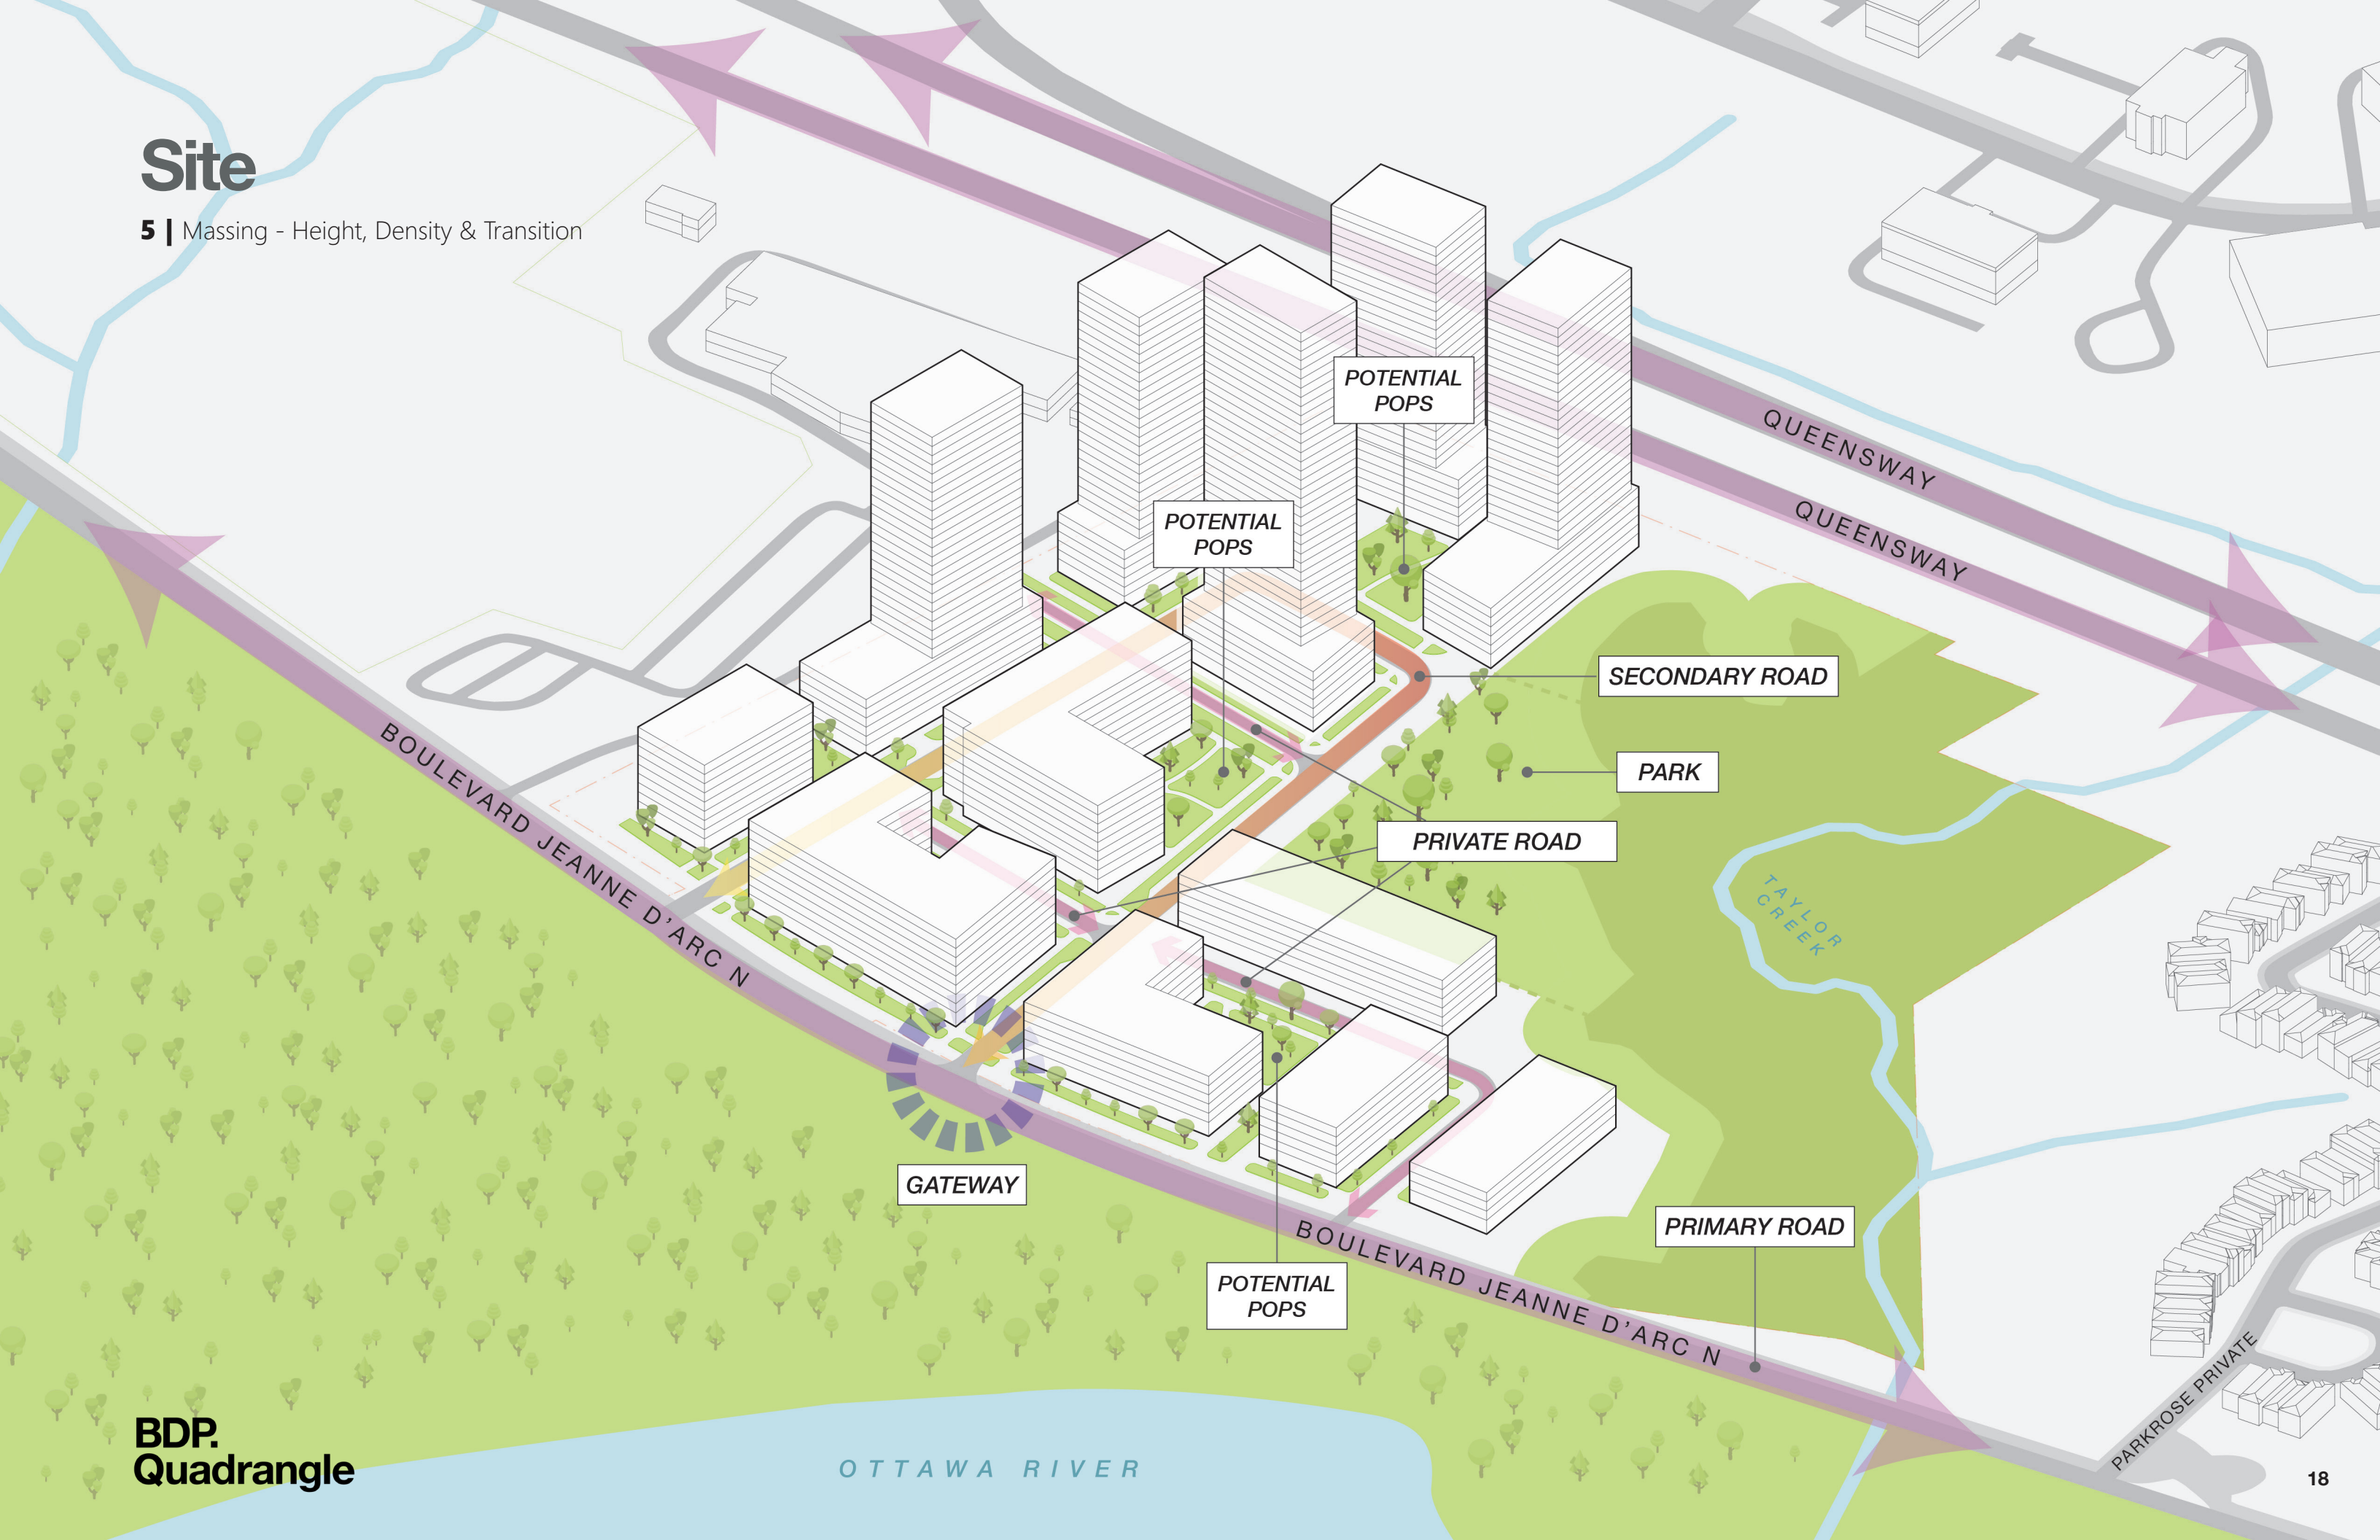 Site
5 | Massing - Height, Density & Transition
POTENTIAL
POPS
QUEENSWAY
QUEENSWAY
POTENTIAL
POPS
SECONDARY ROAD
PARK
BOULEVARD JEANNE D'ARC N
PRIVATE ROAD
TAYLOR
CREEK
GATEWAY
PRIMARY ROAD
BOULEVARD JEANNE D'ARC N
POTENTIAL
POPS
PARKROSE PRIVATE
BDP.
Quadrangle
OTTAWA RIVER
18